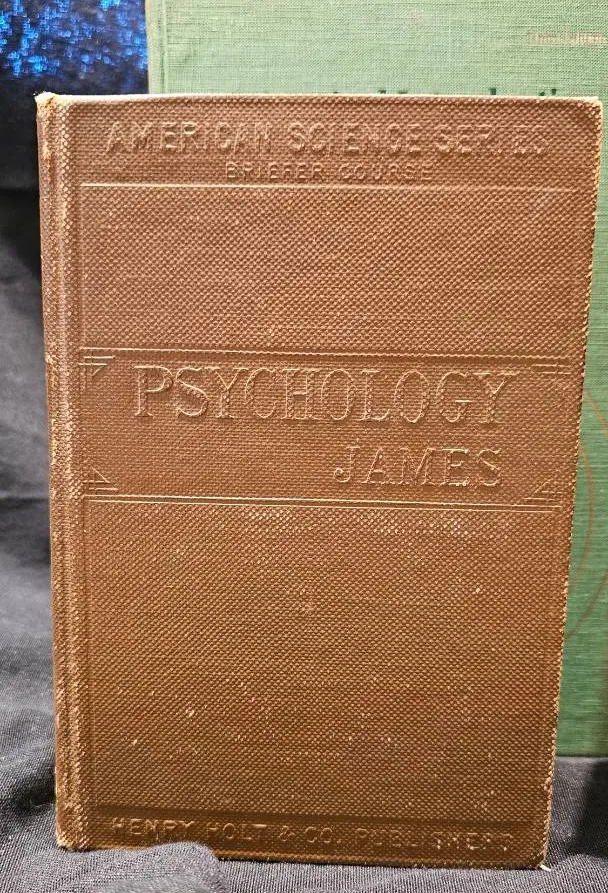 AMERICAN SCIENCE SERIES
BRIEFER COURSE
PSYCHOLOGY
JAMES
HENRY HOLT & CO. PUBLISHERS